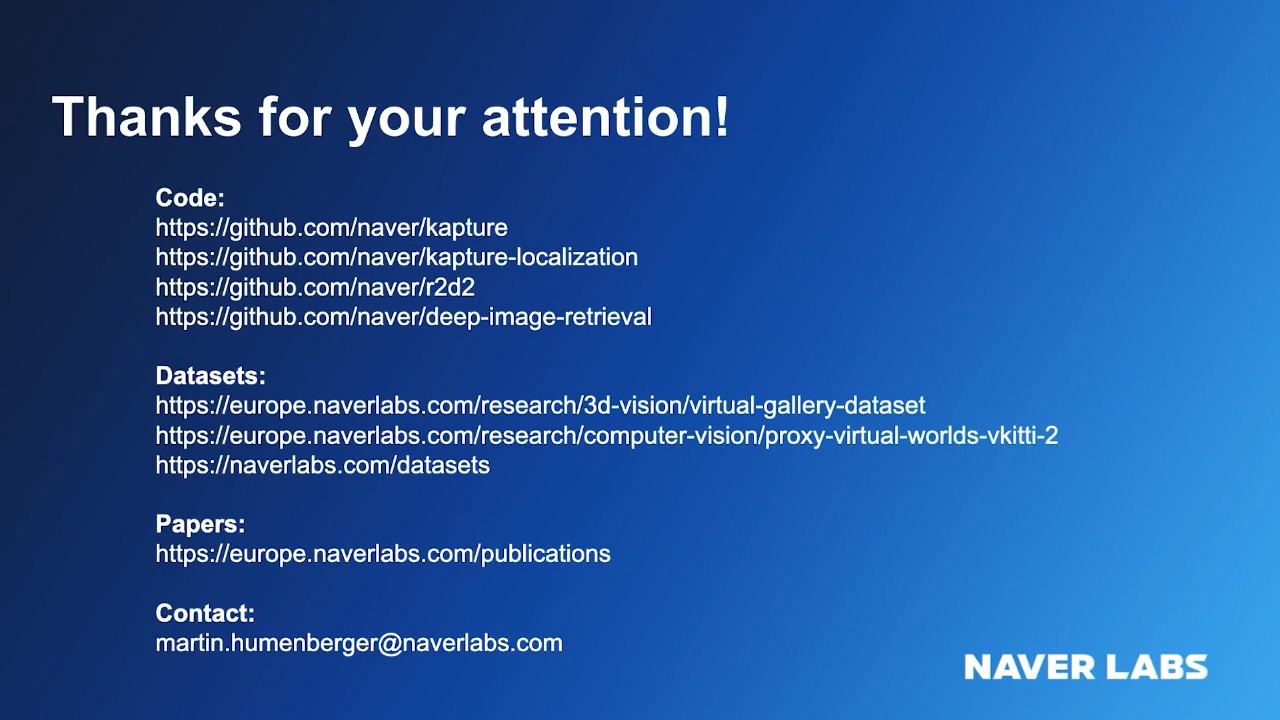 Thanks for your attention!
Code:
https://github.com/naver/kapture
https://github.com/naver/kapture-localization
https://github.com/naver/r2d2
https://github.com/naver/deep-image-retrieval
Datasets:
https://europe.naverlabs.com/research/3d-vision/virtual-gallery-dataset
https://europe.naverlabs.com/research/computer-vision/proxy-virtual-worlds-vkitti-2
https://naverlabs.com/datasets
Papers:
https://europe.naverlabs.com/publications
Contact:
martin.humenberger@naverlabs.com
NAVER LABS